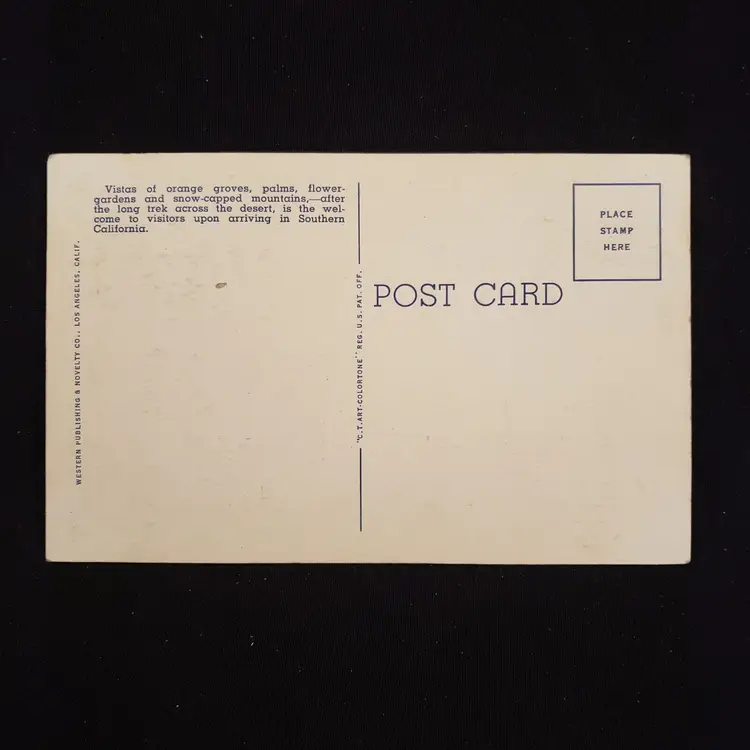 Vistas of orange groves, palms, flower-
gardens and snow-capped mountains,—after
the long trek across the desert, is the wel-
come to visitors upon arriving in Southern
California.
WESTERN PUBLISHING & NOVELTY CO., LOS ANGELES, CALIF.
"C.T. ART-COLORTONE" REG. U.S. PAT. OFF.
POST CARD
PLACE
STAMP
HERE